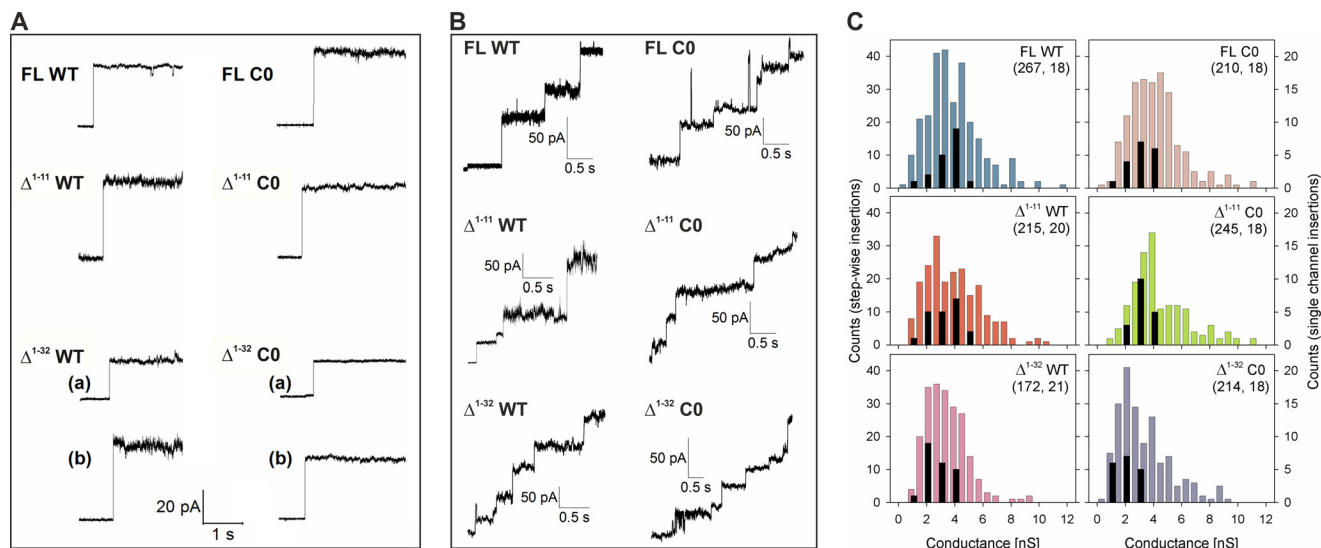 A
FL WT
FL C0
Δ1-11 WT
Δ1-11 C0
Δ1-32 WT
Δ1-32 C0
(a)
(a)
(b)
(b)
20 pA
1 s
B
FL WT
FL C0
50 pA
0.5 s
50 pA
0.5 s
Δ1-11 WT
Δ1-11 C0
50 pA
0.5 s
50 pA
0.5 s
Δ1-32 WT
Δ1-32 C0
50 pA
0.5 s
50 pA
0.5 s
C
Counts (step-wise insertions)
Counts (single channel insertions)
FL WT
(267, 18)
40
30
20
10
0
FL C0
(210, 18)
20
15
10
5
0
Δ1-11 WT
(215, 20)
40
30
20
10
0
Δ1-11 C0
(245, 18)
20
15
10
5
0
Δ1-32 WT
(172, 21)
40
30
20
10
0
Δ1-32 C0
(214, 18)
20
15
10
5
0
0 2 4 6 8 10 12
0 2 4 6 8 10 12
Conductance [nS]
Conductance [nS]